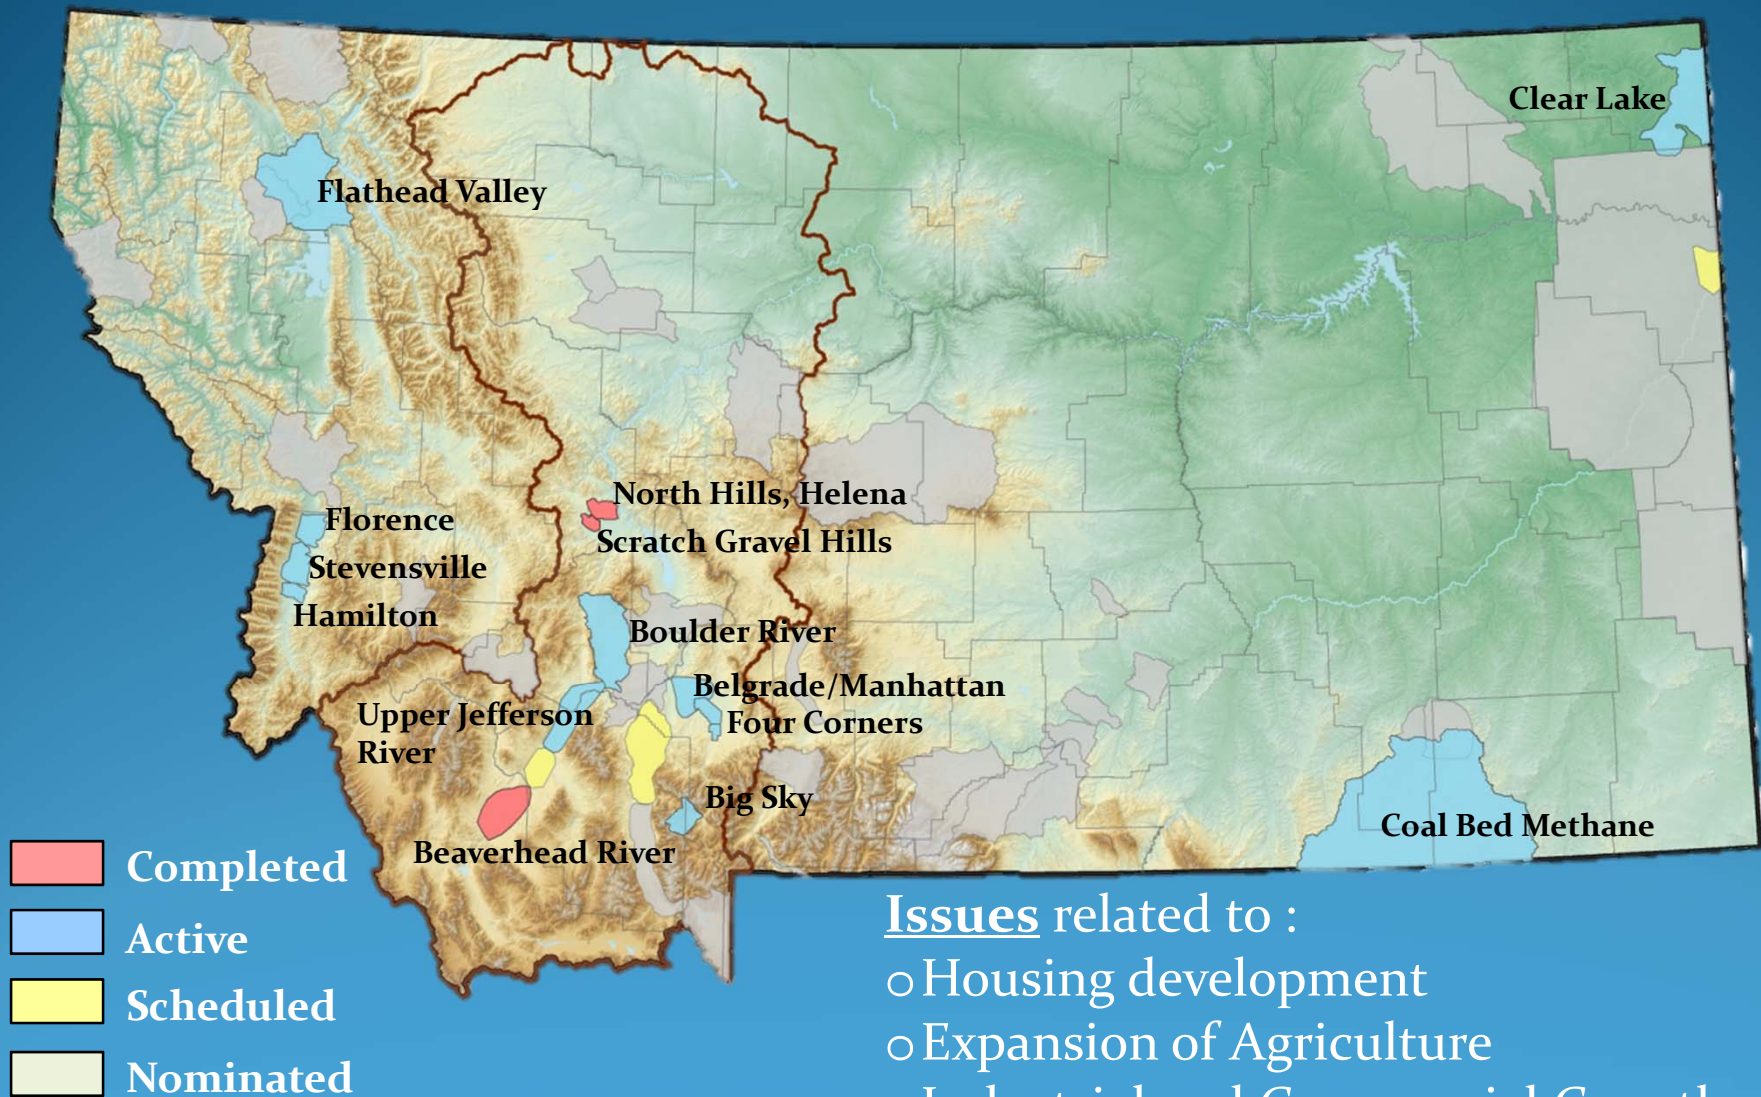 Clear Lake
Flathead Valley
North Hills, Helena
Scratch Gravel Hills
Florence
Stevensville
Hamilton
Boulder River
Belgrade/Manhattan
Four Corners
Upper Jefferson
River
Big Sky
Beaverhead River
Coal Bed Methane
Completed
Active
Scheduled
Nominated
Issues related to :
o Housing development
o Expansion of Agriculture